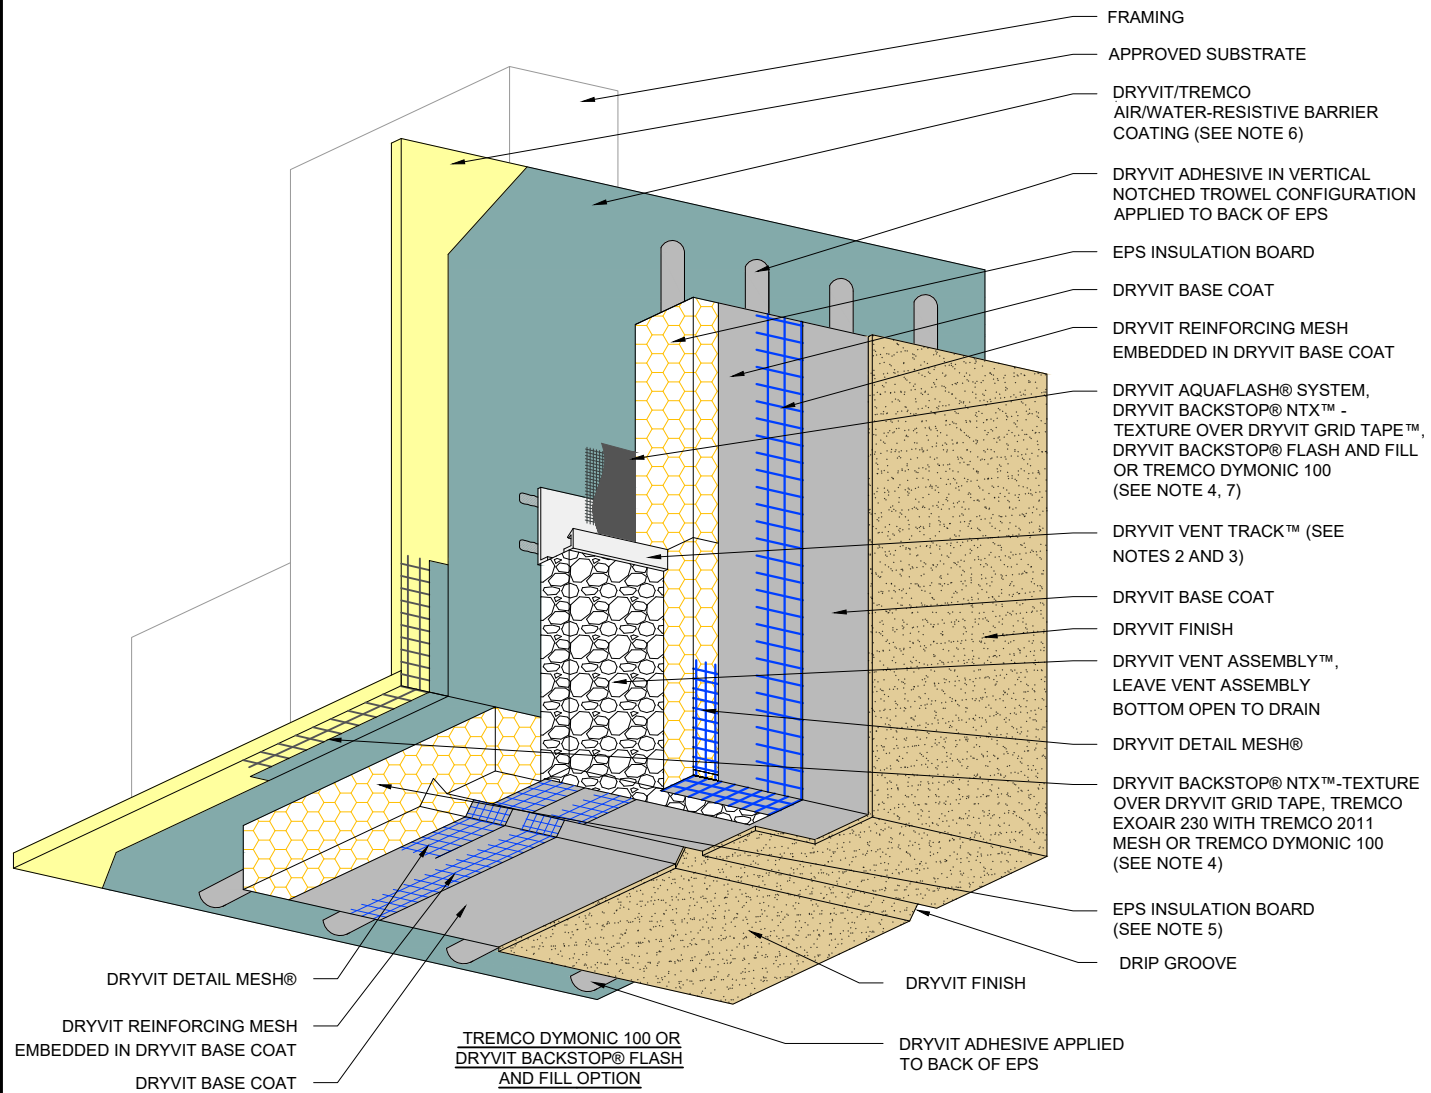 FRAMING
APPROVED SUBSTRATE
DRYVIT/TREMCO
AIR/WATER-RESISTIVE BARRIER
COATING (SEE NOTE 6)
DRYVIT ADHESIVE IN VERTICAL
NOTCHED TROWEL CONFIGURATION
APPLIED TO BACK OF EPS
EPS INSULATION BOARD
DRYVIT BASE COAT
DRYVIT REINFORCING MESH
EMBEDDED IN DRYVIT BASE COAT
DRYVIT AQUAFLASH® SYSTEM,
DRYVIT BACKSTOP® NTX™ -
TEXTURE OVER DRYVIT GRID TAPE™,
DRYVIT BACKSTOP® FLASH AND FILL
OR TREMCO DYMONIC 100
(SEE NOTE 4, 7)
DRYVIT VENT TRACK™ (SEE
NOTES 2 AND 3)
DRYVIT BASE COAT
DRYVIT FINISH
DRYVIT VENT ASSEMBLY™,
LEAVE VENT ASSEMBLY
BOTTOM OPEN TO DRAIN
DRYVIT DETAIL MESH®
DRYVIT BACKSTOP® NTX™-TEXTURE
OVER DRYVIT GRID TAPE, TREMCO
EXOAIR 230 WITH TREMCO 2011
MESH OR TREMCO DYMONIC 100
(SEE NOTE 4)
EPS INSULATION BOARD
(SEE NOTE 5)
DRIP GROOVE
DRYVIT FINISH
DRYVIT ADHESIVE APPLIED
TO BACK OF EPS
DRYVIT DETAIL MESH®
DRYVIT REINFORCING MESH
EMBEDDED IN DRYVIT BASE COAT
DRYVIT BASE COAT
TREMCO DYMONIC 100 OR
DRYVIT BACKSTOP® FLASH
AND FILL OPTION